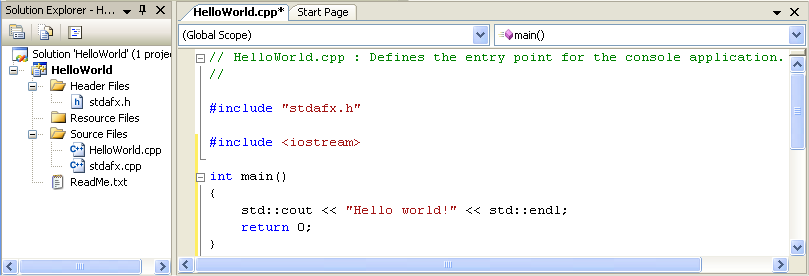 Solution Explorer - H...
Solution 'HelloWorld' (1 proje
HelloWorld
Header Files
stdafx.h
Resource Files
Source Files
HelloWorld.cpp
stdafx.cpp
ReadMe.txt
HelloWorld.cpp* Start Page
(Global Scope) main()
// HelloWorld.cpp : Defines the entry point for the console application.
//
#include "stdafx.h"
#include <iostream>
int main()
{
std::cout << "Hello world!" << std::endl;
return 0;
}